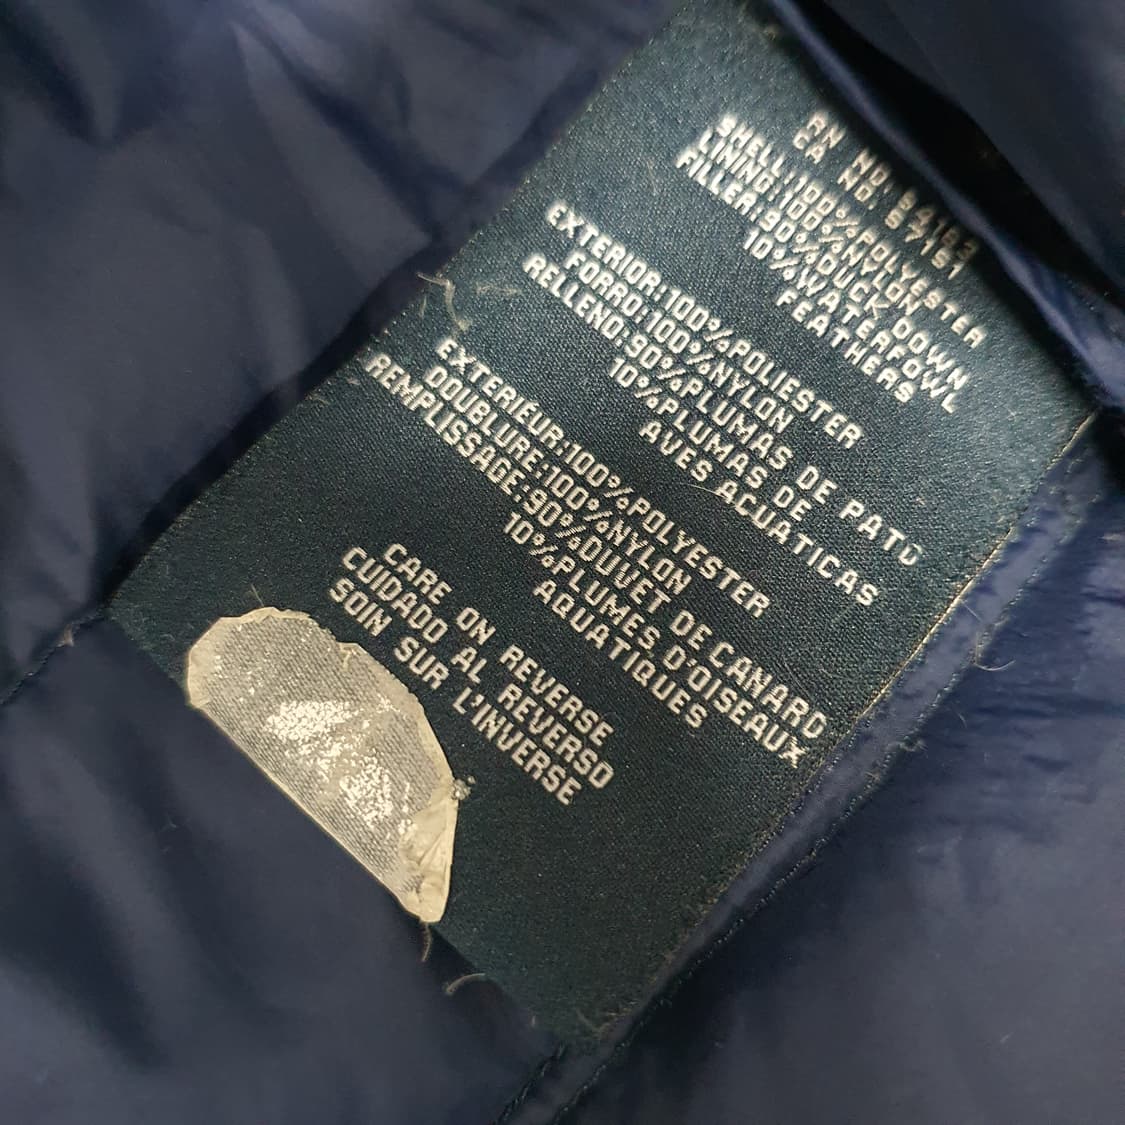 RN NO. 54163
CA NO 57151
SHELL:100%POLYESTER
LINING:100%NYLON
FILLER:90%DUCK DOWN
10%WATERFOWL
FEATHERS
EXTERIOR:100%POLIESTER
FORRO:100%NYLON
RELLENO:90%PLUMAS DE PATO
10%PLUMAS DE
AVES ACUATICAS
EXTERIEUR:100%POLYESTER
DOUBLURE:100%NYLON
REMPLISSAGE:90%DUVET DE CANARD
10%PLUMES D'OISEAUX
AQUATIQUES
CARE ON REVERSE
CUIDADO AL REVERSO
SOIN SUR L'INVERSE